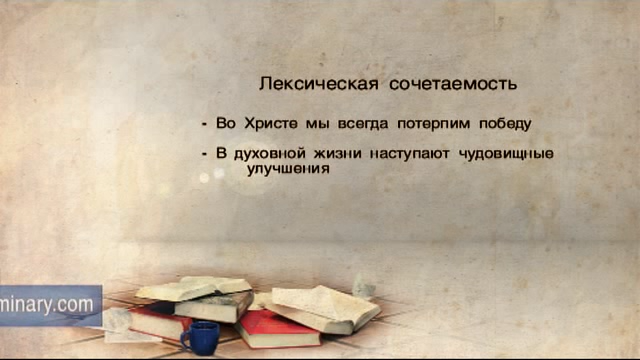 Лексическая сочетаемость
- Во Христе мы всегда потерпим победу
- В духовной жизни наступают чудовищные
улучшения
minary.com